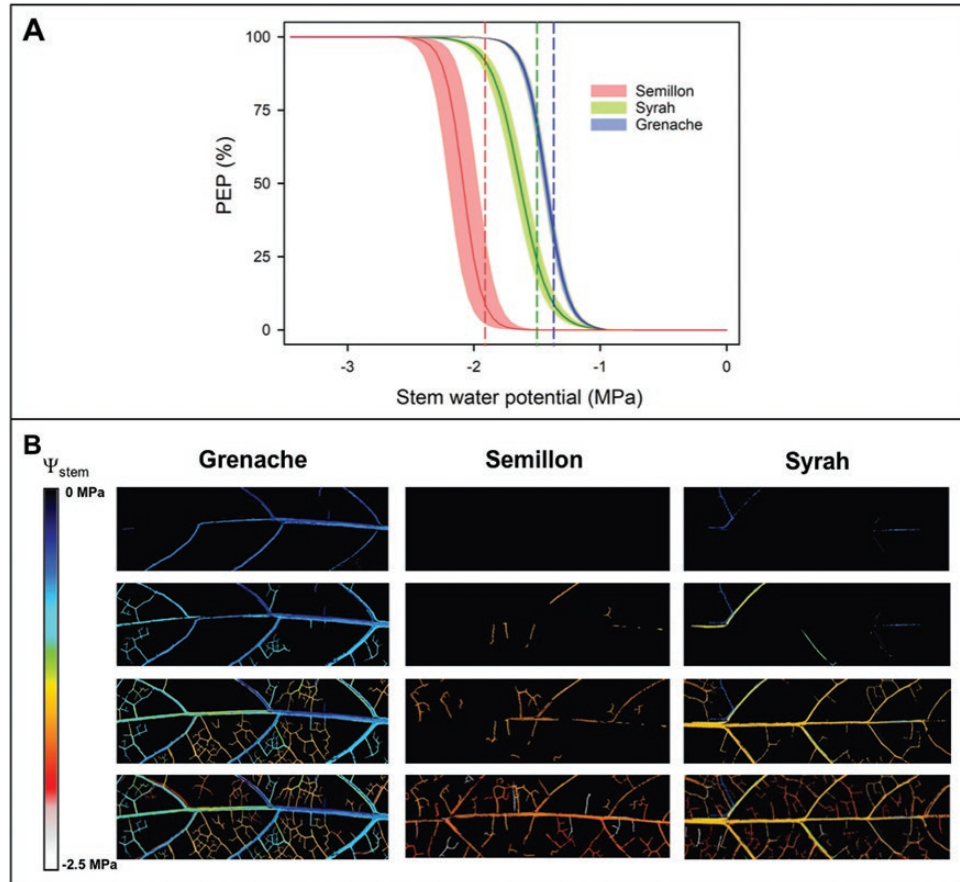 A
100
75
50
25
0
PEP (%)
Semillon
Syrah
Grenache
-3
-2
-1
0
Stem water potential (MPa)
B
Ψstem
Grenache
Semillon
Syrah
0 MPa
-2.5 MPa